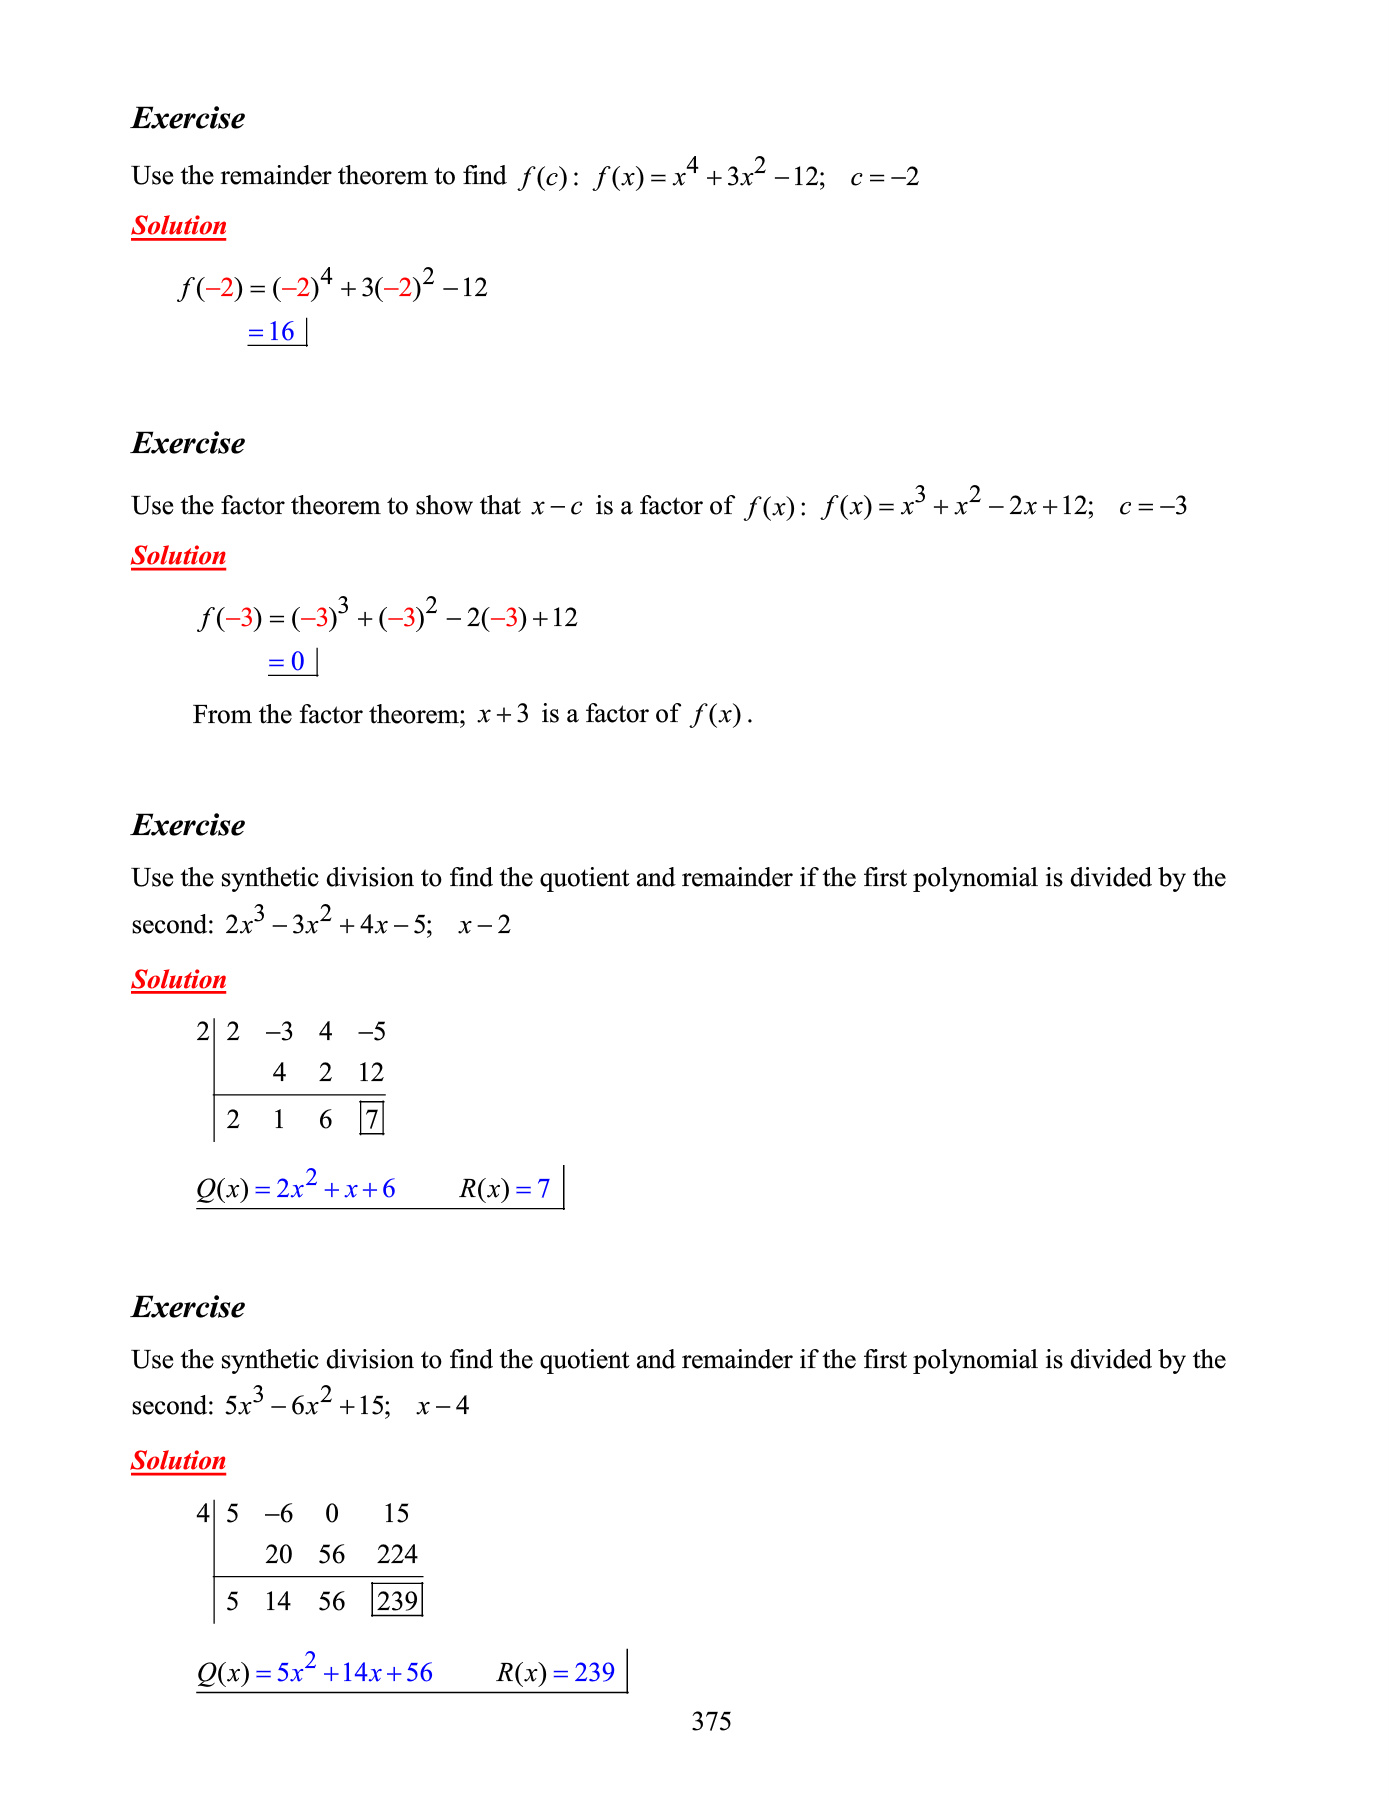 Exercise
Use the remainder theorem to find f(c): f(x) = x^4 + 3x^2 − 12; c = −2
Solution
f(−2) = (−2)^4 + 3(−2)^2 − 12
= 16
Exercise
Use the factor theorem to show that x − c is a factor of f(x): f(x) = x^3 + x^2 − 2x + 12; c = −3
Solution
f(−3) = (−3)^3 + (−3)^2 − 2(−3) + 12
= 0
From the factor theorem; x + 3 is a factor of f(x).
Exercise
Use the synthetic division to find the quotient and remainder if the first polynomial is divided by the
second: 2x^3 − 3x^2 + 4x − 5; x − 2
Solution
2| 2 −3 4 −5
4 2 12
2 1 6 7
Q(x) = 2x^2 + x + 6 R(x) = 7
Exercise
Use the synthetic division to find the quotient and remainder if the first polynomial is divided by the
second: 5x^3 − 6x^2 + 15; x − 4
Solution
4| 5 −6 0 15
20 56 224
5 14 56 239
Q(x) = 5x^2 + 14x + 56 R(x) = 239
375